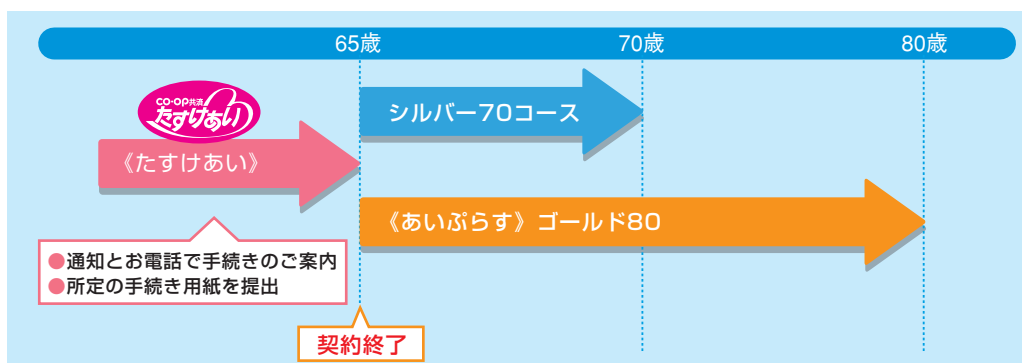 65歳 70歳 80歳
CO·OP共済
たすけあい
シルバー70コース
《たすけあい》
《あいぷらす》ゴールド80
●通知とお電話で手続きのご案内
●所定の手続き用紙を提出
契約終了